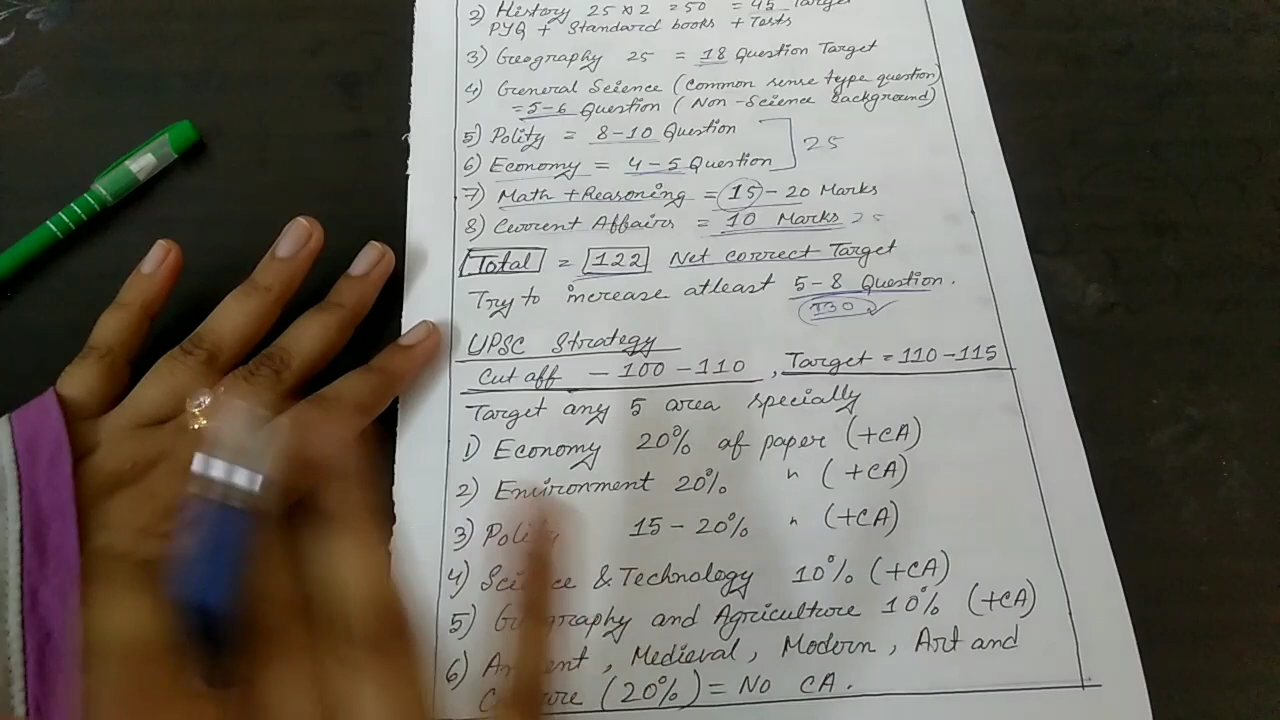 2) History 25 x 2 = 50 = 45 Target
PYQ + Standard books + Tests
3) Geography 25 = 18 Question Target
4) General Science (Common sense type question)
= 5-6 Question (Non-Science Background)
5) Polity = 8-10 Question
6) Economy = 4-5 Question
25
7) Math + Reasoning = 15-20 Marks
8) Current Affairs = 10 Marks 25
Total = 122 Net correct Target
Try to increase atleast 5-8 Question.
130
UPSC Strategy
Cut off - 100-110, Target = 110-115
Target any 5 area specially
1) Economy 20% of paper (+CA)
2) Environment 20% " (+CA)
3) 15-20% " (+CA)
4) & Technology 10% (+CA)
5) and Agriculture 10% (+CA)
6) , Medieval, Modern, Art and
(20%) = No CA.